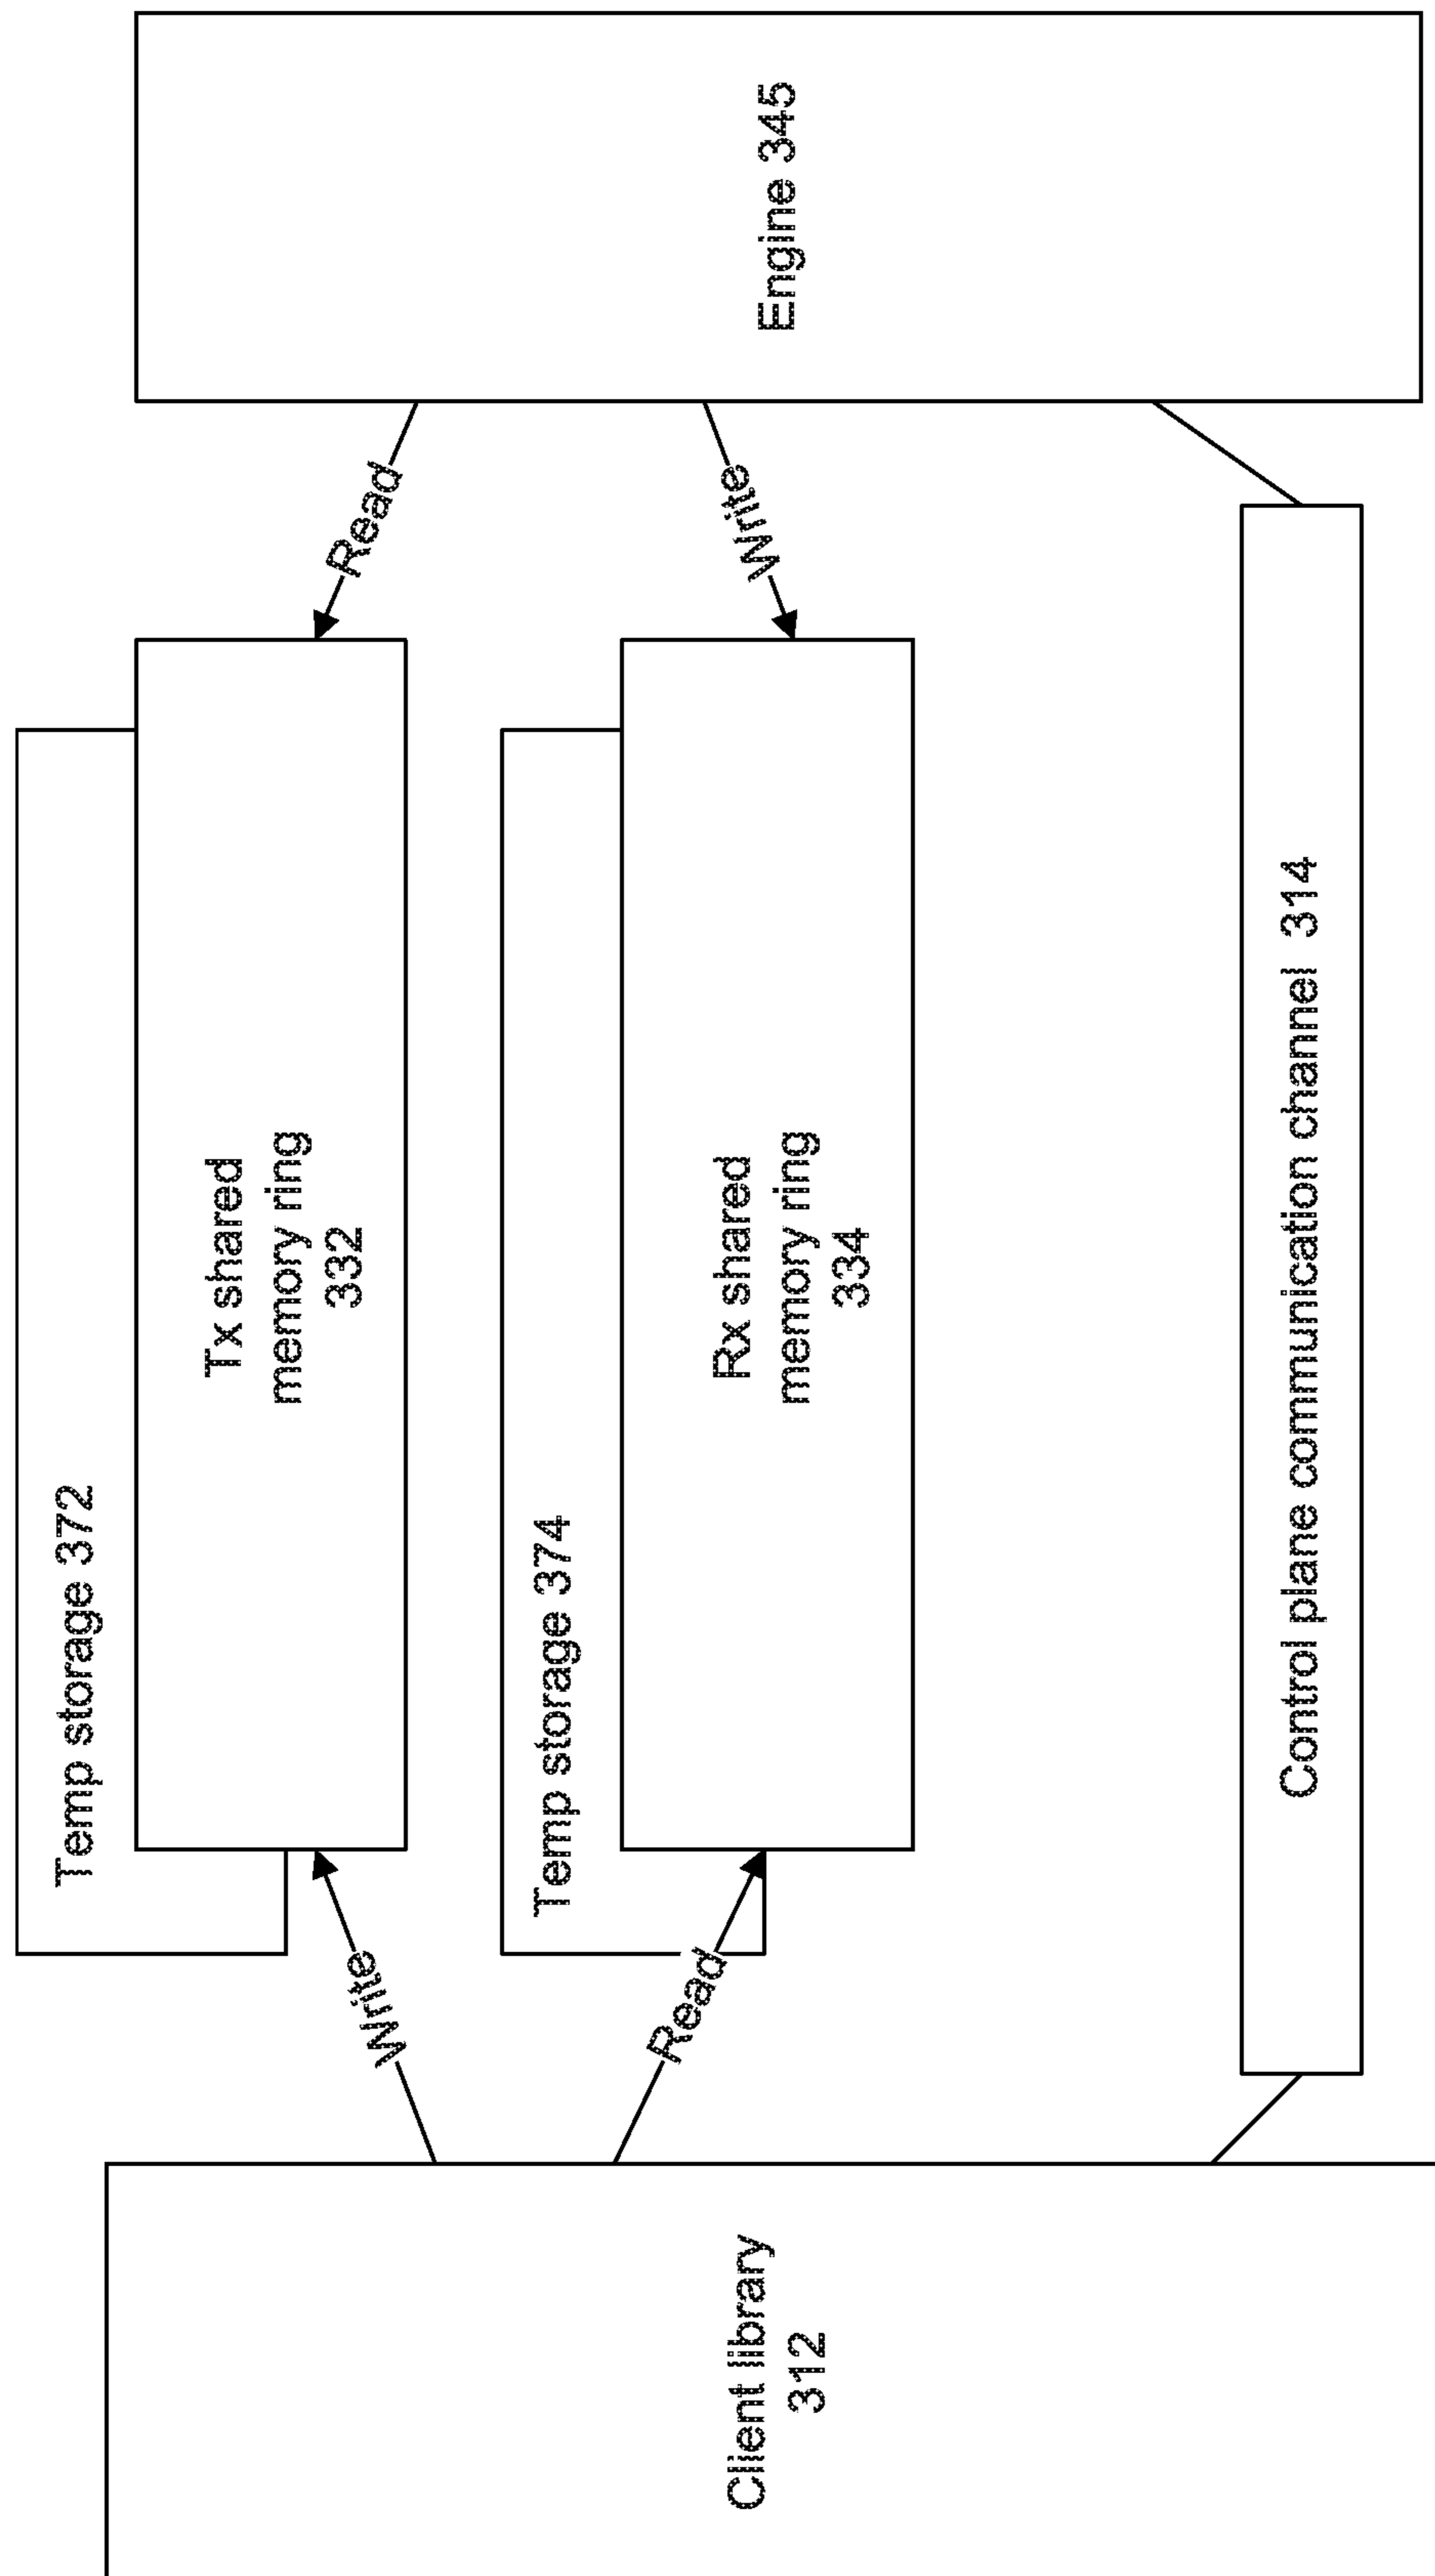 Temp storage 372
Tx shared
memory ring
332
Write
Read
Temp storage 374
Rx shared
memory ring
334
Read
Write
Client library
312
Engine 345
Control plane communication channel 314